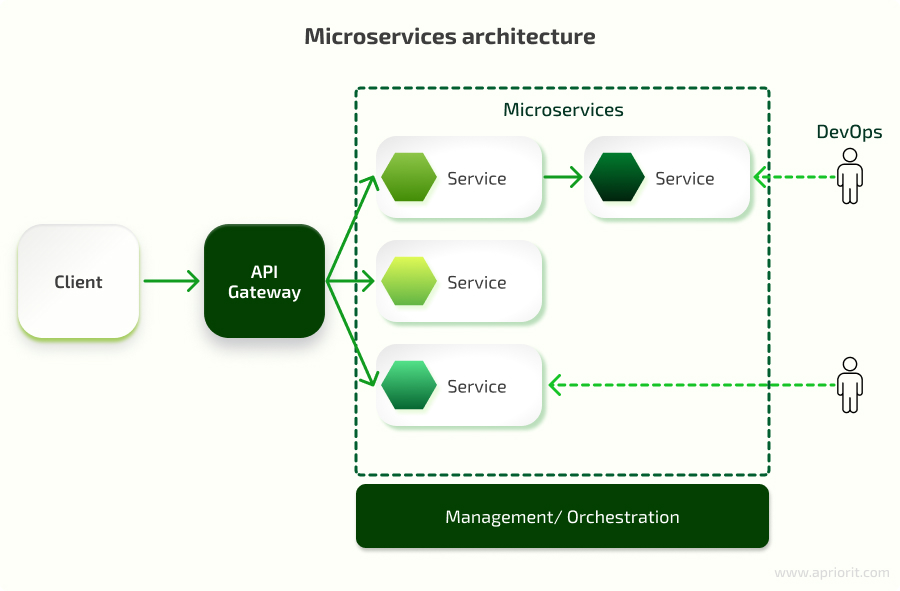 Microservices architecture
Microservices
DevOps
Service
Service
Client
API
Gateway
Service
Service
Management/ Orchestration
www.apriorit.com